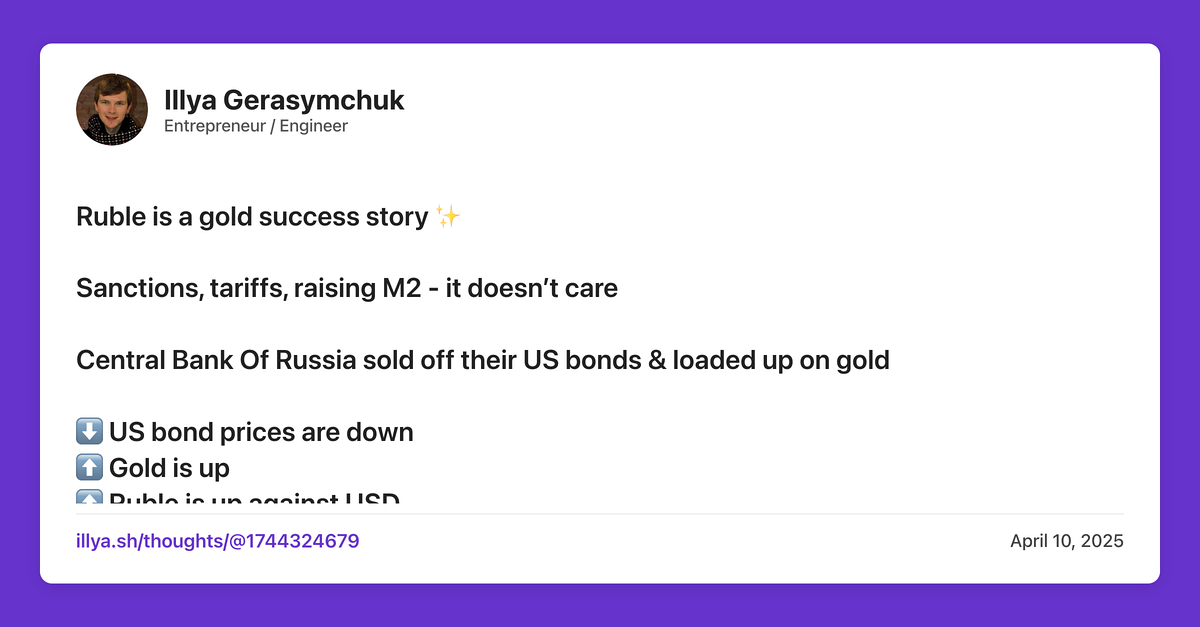 Illya Gerasymchuk
Entrepreneur / Engineer
Ruble is a gold success story ✨
Sanctions, tariffs, raising M2 - it doesn’t care
Central Bank Of Russia sold off their US bonds & loaded up on gold
⬇️ US bond prices are down
⬆️ Gold is up
⬆️ Ruble is up against USD
illya.sh/thoughts/@1744324679
April 10, 2025